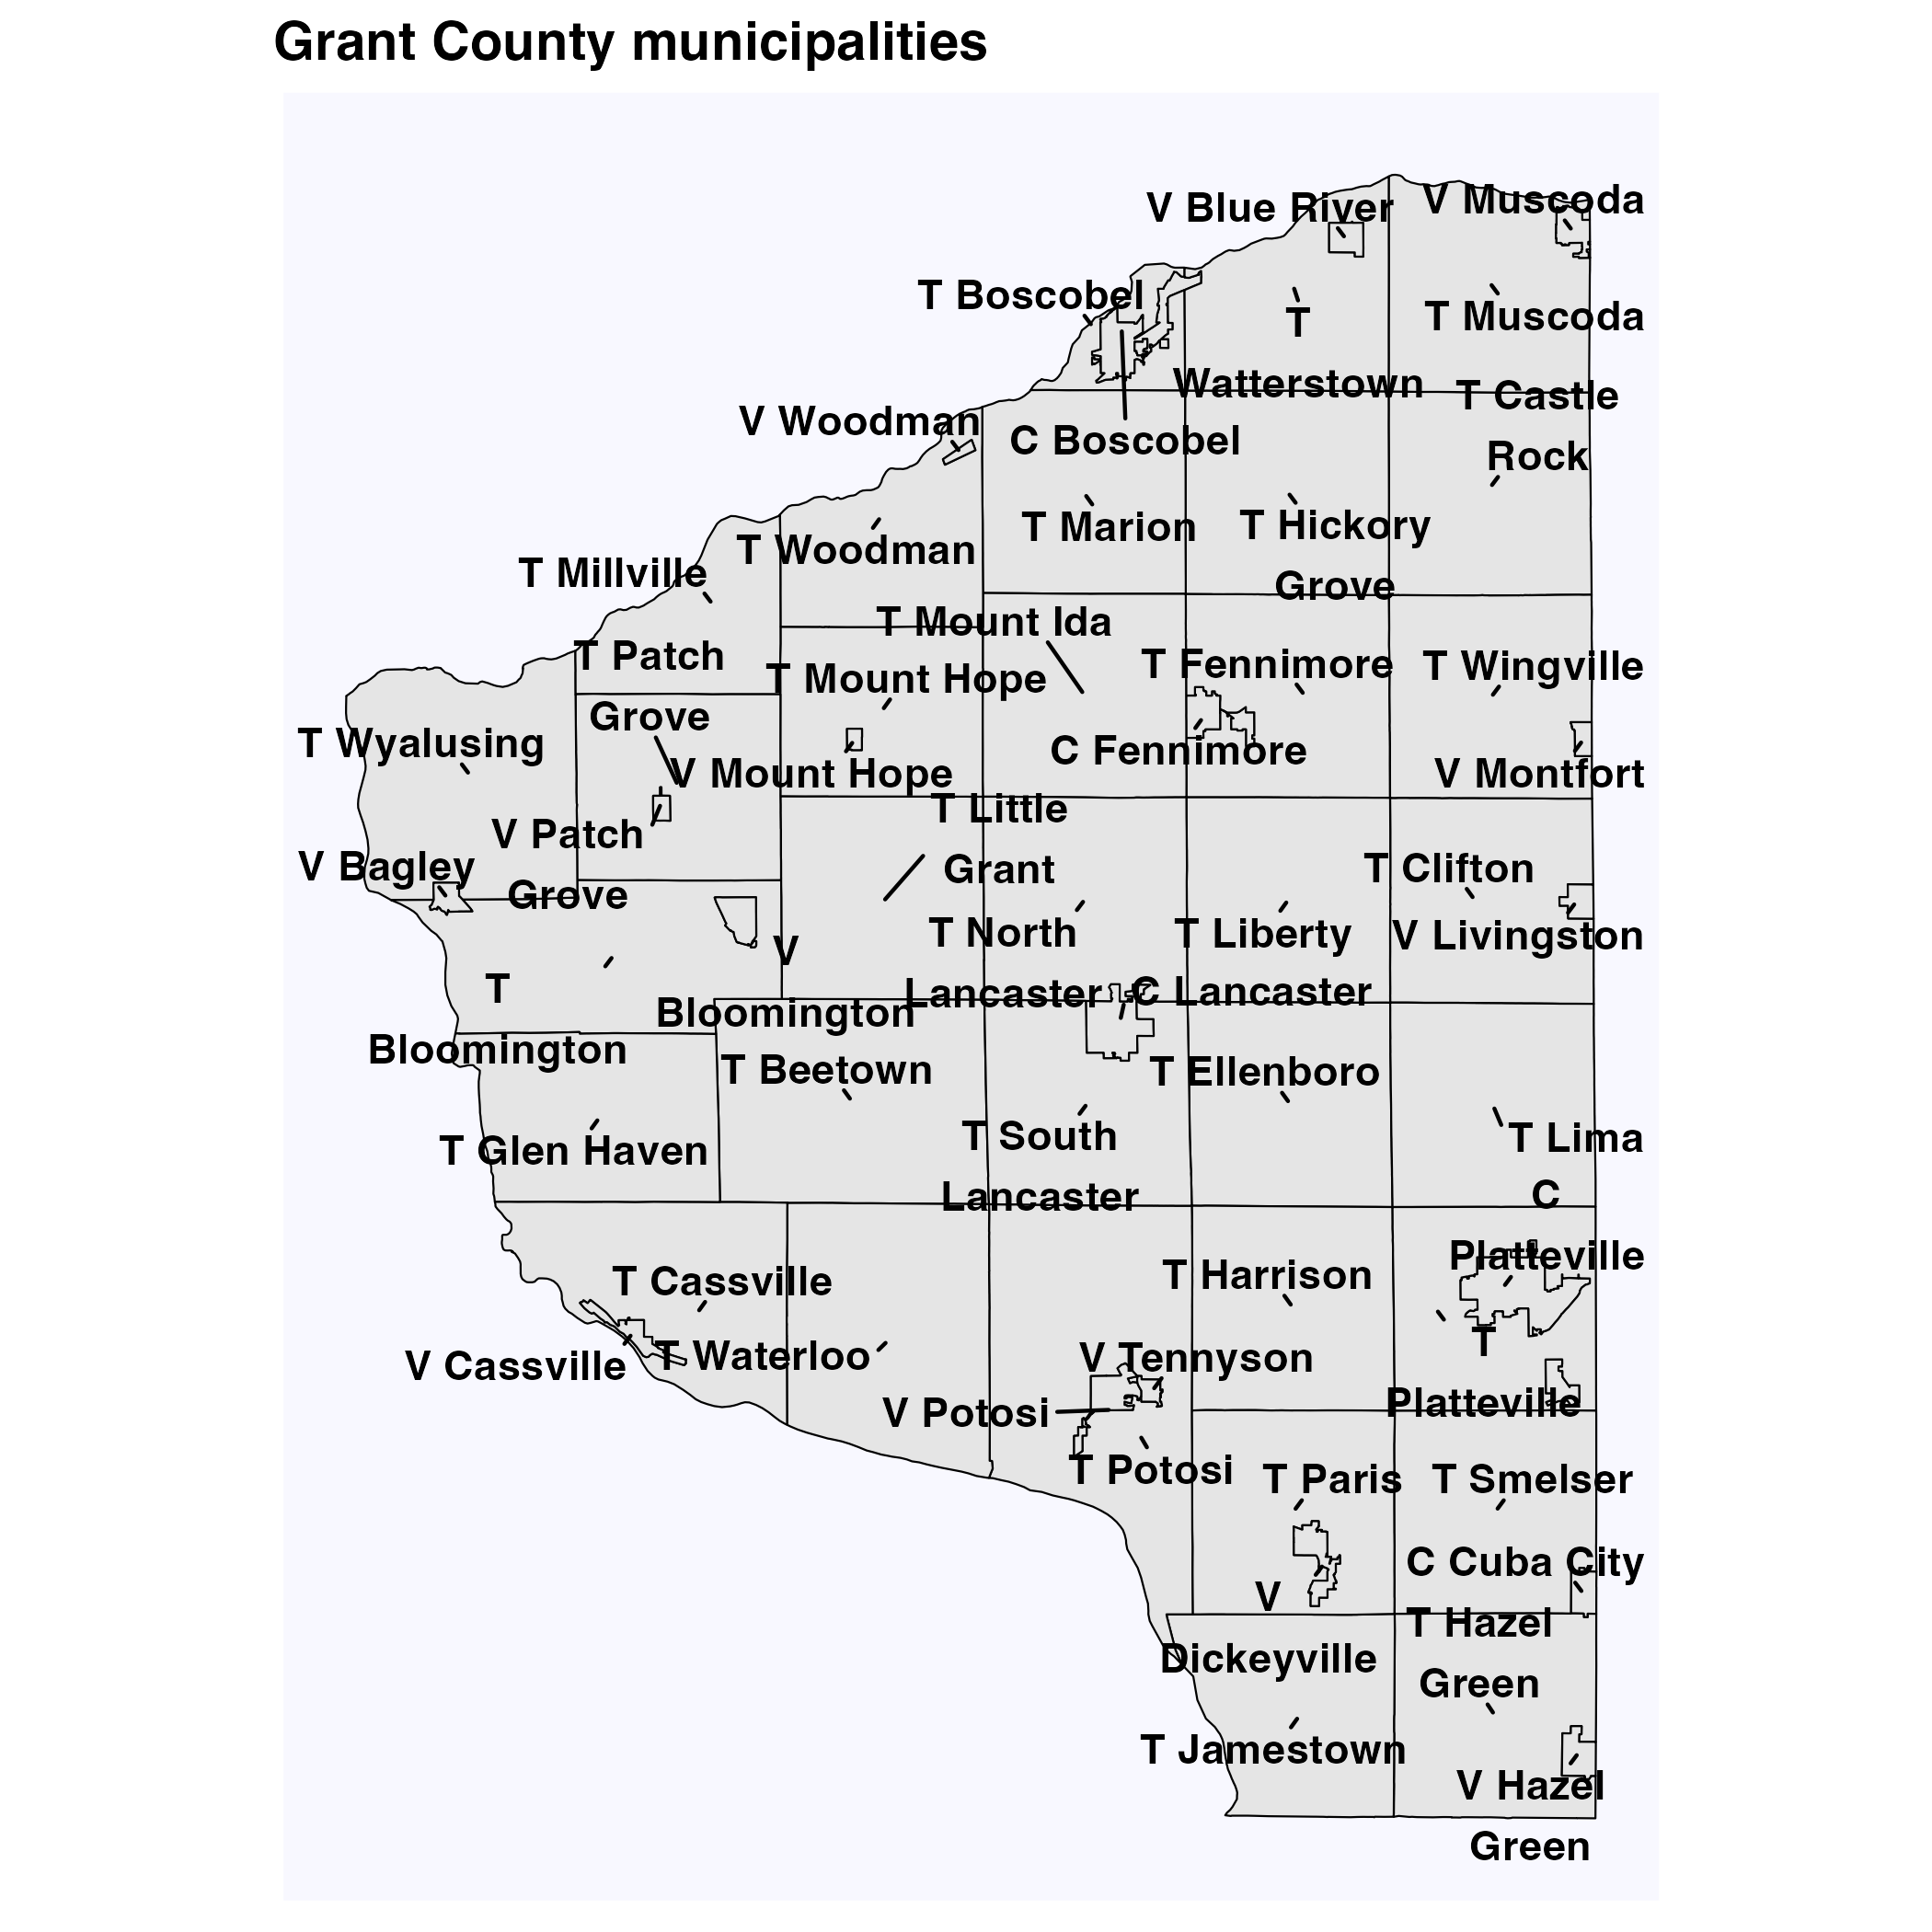 Grant County municipalities
V Blue River
V Muscoda
T Boscobel
T
Watterstown
T Muscoda
T Castle
Rock
V Woodman
C Boscobel
T Marion
T Hickory
Grove
T Woodman
T Millville
T Mount Ida
T Patch
Grove
T Mount Hope
T Fennimore
T Wingville
T Wyalusing
V Mount Hope
C Fennimore
V Montfort
T Little
Grant
V Patch
Grove
V Bagley
T Clifton
T North
Lancaster
T Liberty
V Livingston
V
Bloomington
T
Bloomington
C Lancaster
T Beetown
T Ellenboro
T South
Lancaster
T Lima
T Glen Haven
C
Platteville
T Cassville
T Harrison
T
Platteville
V Cassville
T Waterloo
V Tennyson
V Potosi
T Potosi
T Paris
T Smelser
C Cuba City
V
Dickeyville
T Hazel
Green
T Jamestown
V Hazel
Green